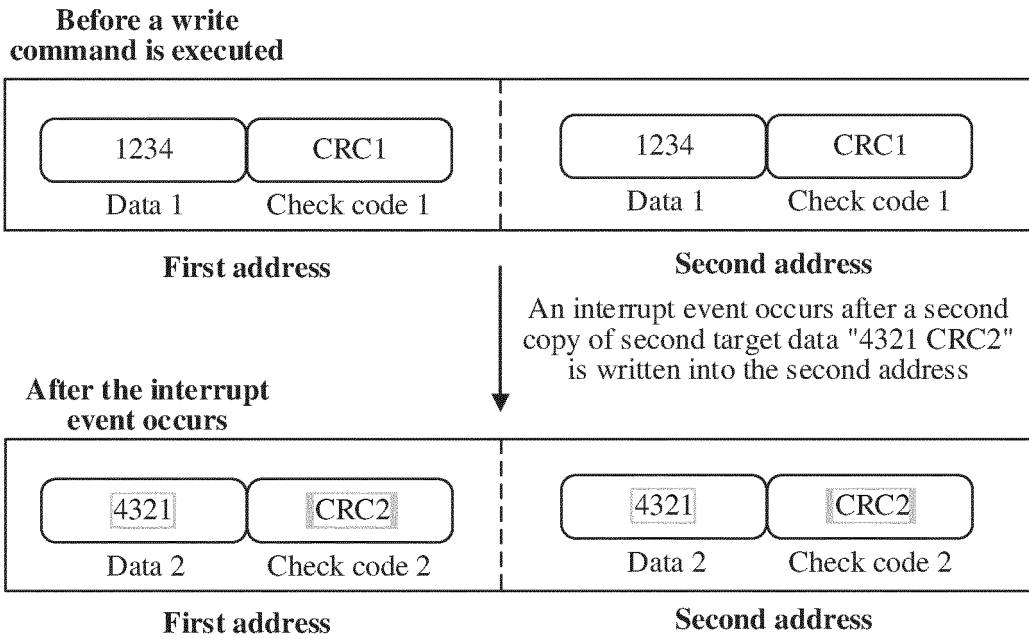 Before a write
command is executed
1234 CRC1 1234 CRC1
Data 1 Check code 1 Data 1 Check code 1
First address Second address
An interrupt event occurs after a second
copy of second target data "4321 CRC2"
is written into the second address
After the interrupt
event occurs
4321 CRC2 4321 CRC2
Data 2 Check code 2 Data 2 Check code 2
First address Second address